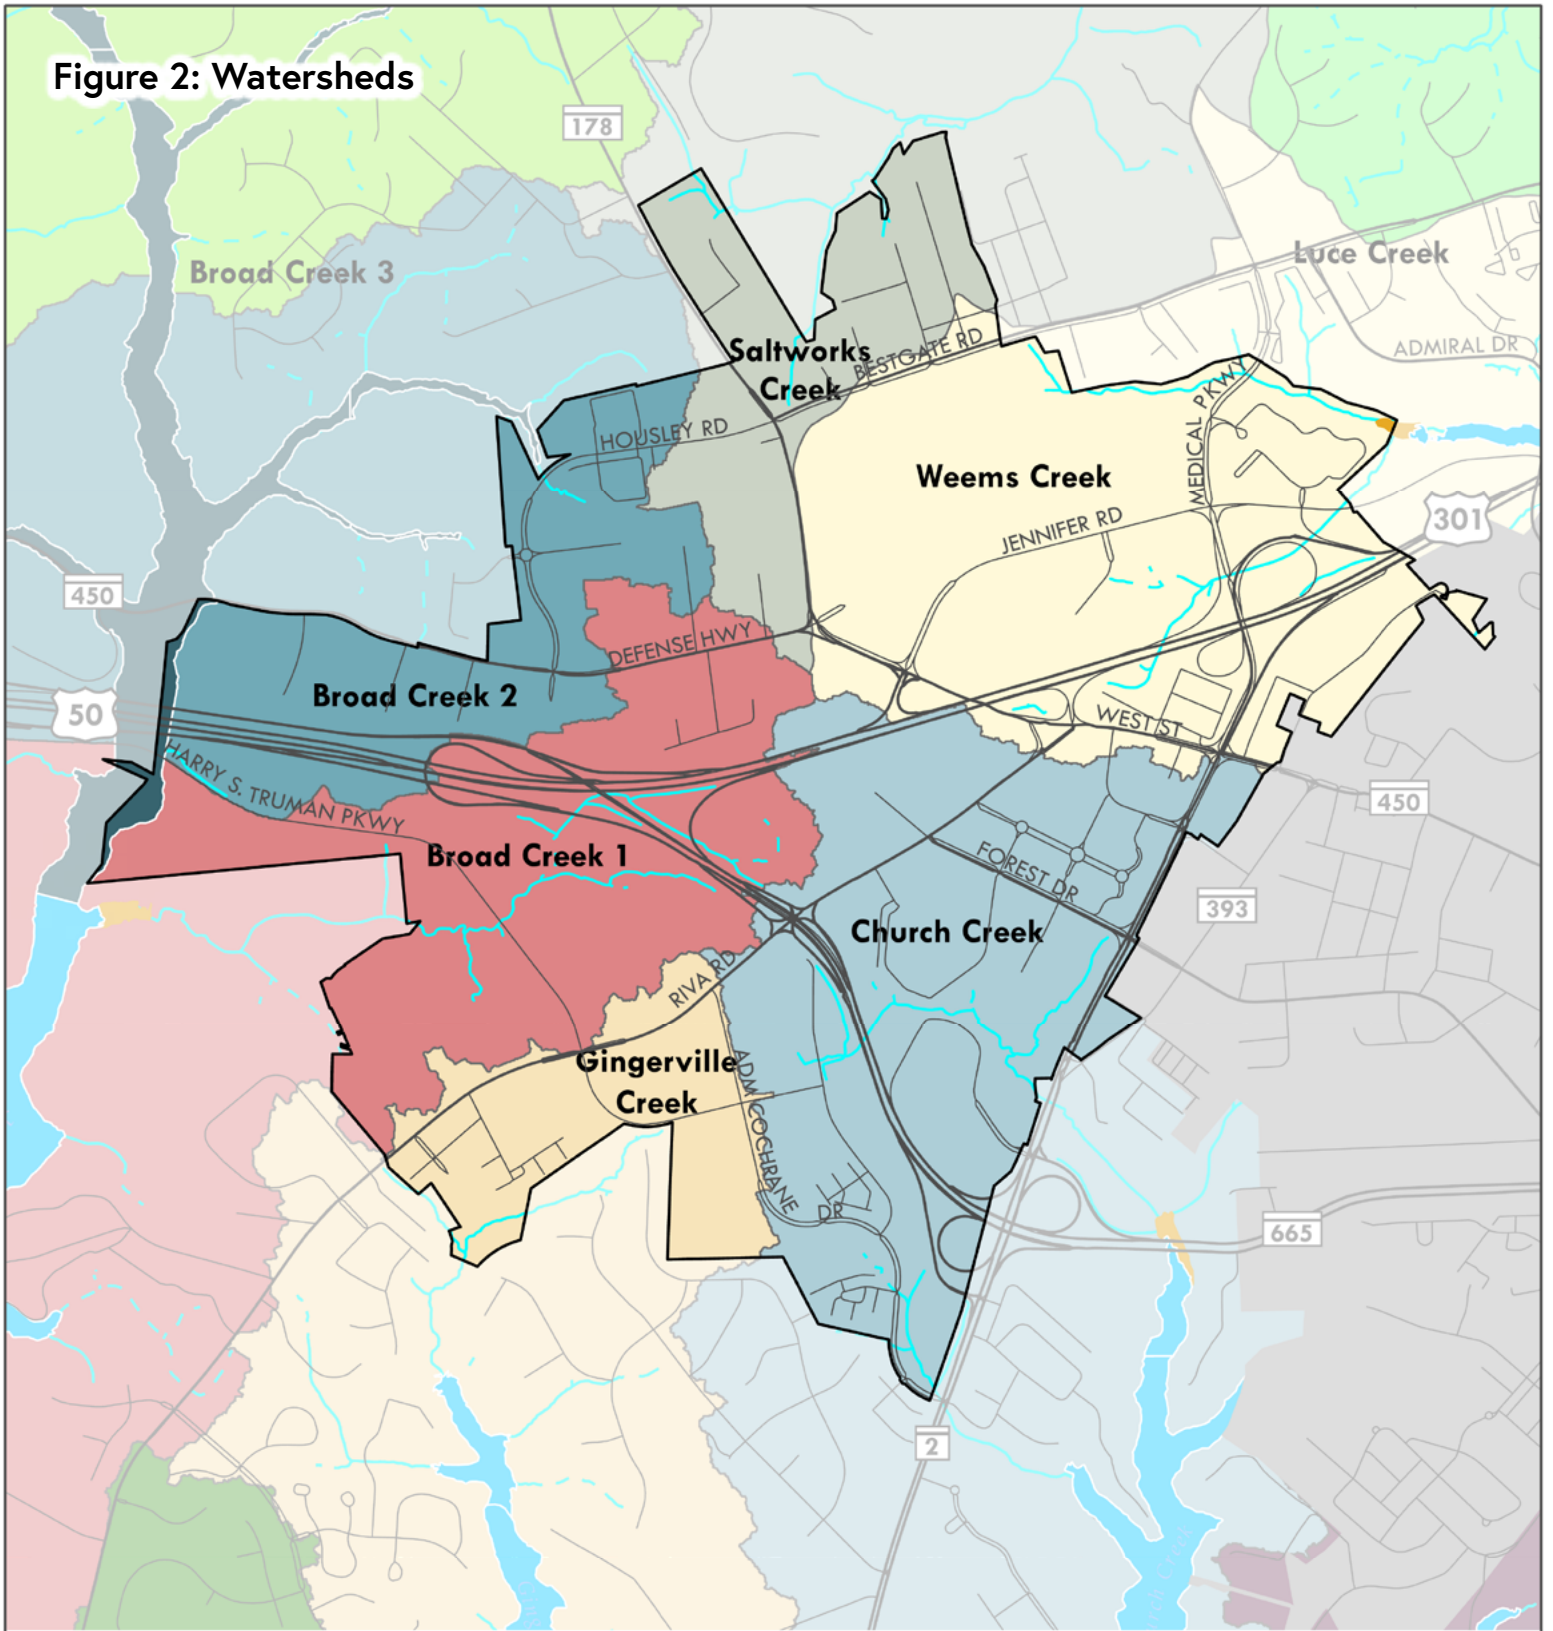 Figure 2: Watersheds
178
Broad Creek 3
Luce Creek
ADMIRAL DR
Saltworks
Creek
BESTGATE RD
MEDICAL PKWY
HOUSLEY RD
Weems Creek
JENNIFER RD
301
450
DEFENSE HWY
Broad Creek 2
50
WEST ST
HARRY S. TRUMAN PKWY
450
Broad Creek 1
FOREST DR
393
Church Creek
RIVA RD
Gingerville
Creek
ADM COCHRANE DR
665
2
Creek